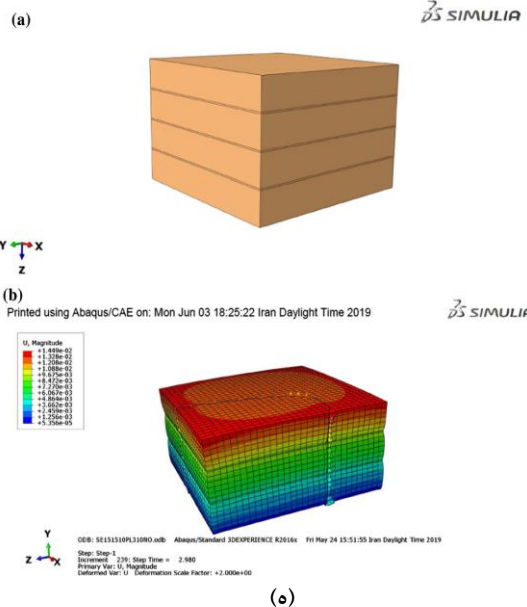 (a)
SIMULIA
Y
X
Z
(b)
Printed using Abaqus/CAE on: Mon Jun 03 18:25:22 Iran Daylight Time 2019
SIMULIA
U, Magnitude
+1.449e-02
+1.328e-02
+1.208e-02
+1.088e-02
+9.675e-03
+8.472e-03
+7.270e-03
+6.067e-03
+4.864e-03
+3.662e-03
+2.459e-03
+1.256e-03
+5.356e-05
Y
Z
X
ODB: SE151510PL310NO.odb Abaqus/Standard 3DEXPERIENCE R2016x Fri May 24 15:51:55 Iran Daylight Time 2019
Step: Step-1
Increment 239: Step Time = 2.980
Primary Var: U, Magnitude
Deformed Var: U Deformation Scale Factor: +2.000e+00
(ه)